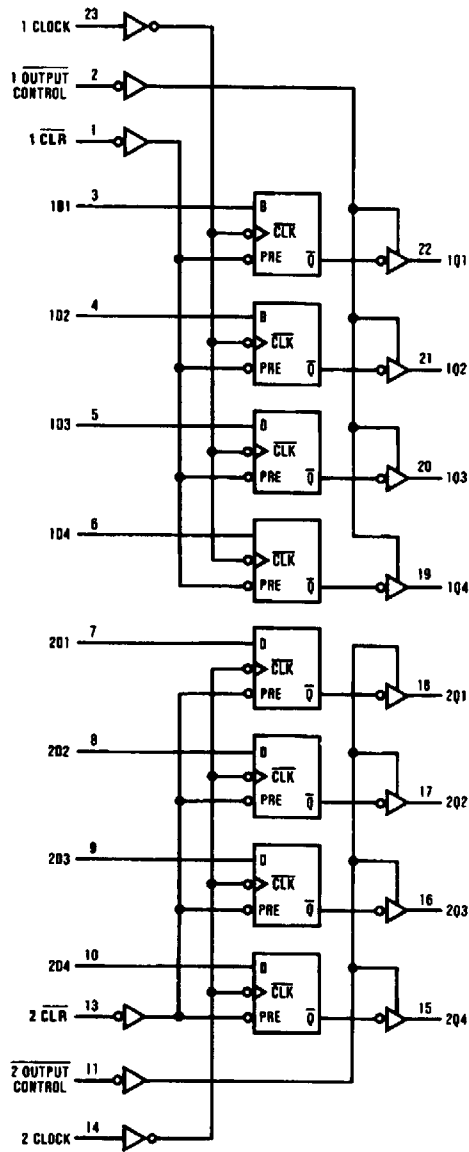 23
1 CLOCK
2
1 OUTPUT
CONTROL
1
1 CLR
3
1D1
B
CLK
PRE
Q
22
1Q1
4
1D2
B
CLK
PRE
Q
21
1Q2
5
1D3
D
CLK
PRE
Q
20
1Q3
6
1D4
CLK
PRE
Q
19
1Q4
7
2D1
D
CLK
PRE
Q
18
2Q1
8
2D2
D
CLK
PRE
Q
17
2Q2
9
2D3
D
CLK
PRE
Q
16
2Q3
10
2D4
D
CLK
PRE
Q
15
2Q4
13
2 CLR
11
2 OUTPUT
CONTROL
14
2 CLOCK